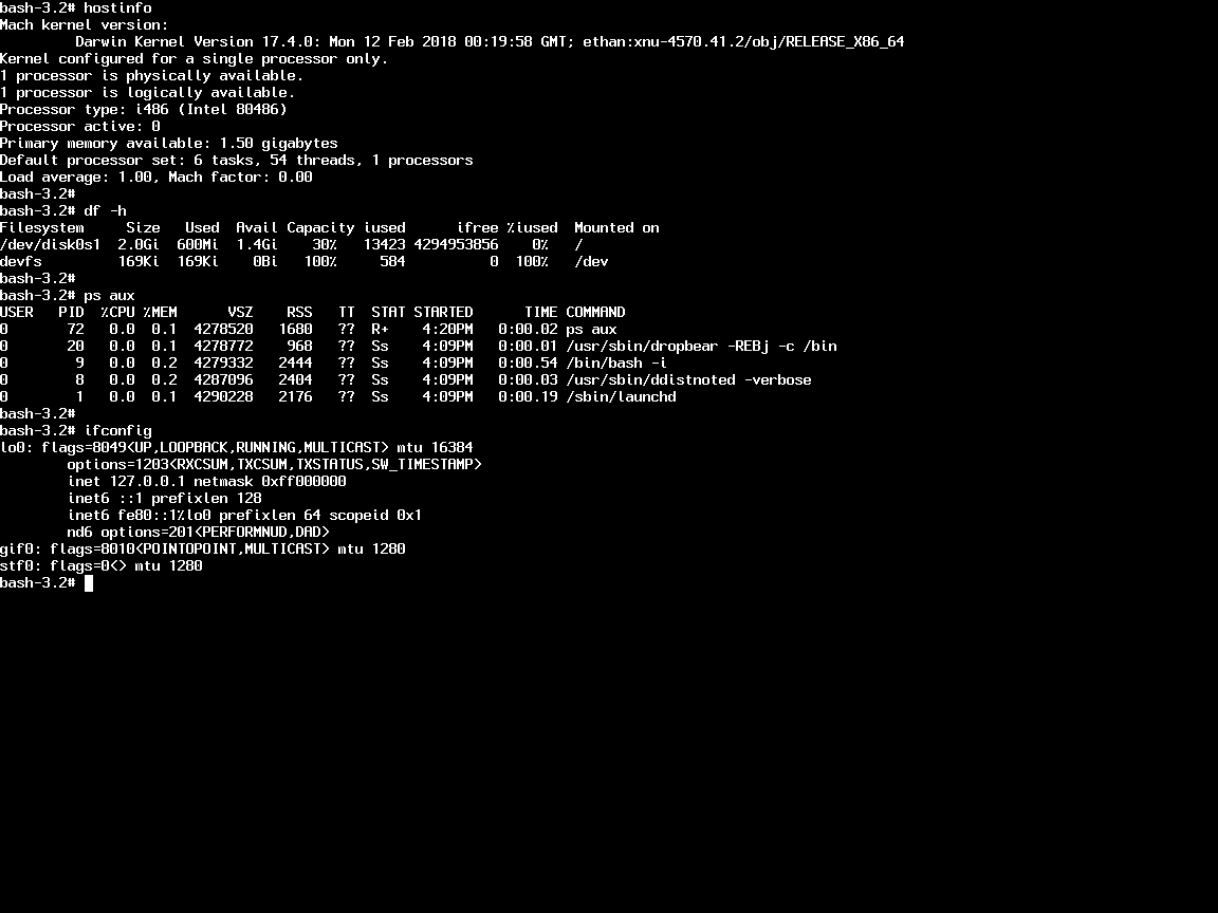 bash-3.2# hostinfo
Mach kernel version:
         Darwin Kernel Version 17.4.0: Mon 12 Feb 2018 00:19:58 GMT; ethan:xnu-4570.41.2/obj/RELEASE_X86_64
Kernel configured for a single processor only.
1 processor is physically available.
1 processor is logically available.
Processor type: i486 (Intel 80486)
Processor active: 0
Primary memory available: 1.50 gigabytes
Default processor set: 6 tasks, 54 threads, 1 processors
Load average: 1.00, Mach factor: 0.00
bash-3.2#
bash-3.2# df -h
Filesystem     Size   Used  Avail Capacity iused      ifree %iused  Mounted on
/dev/disk0s1  2.0Gi  600Mi  1.4Gi    30%   13423 4294953856    0%   /
devfs         169Ki  169Ki    0Bi   100%     584          0  100%   /dev
bash-3.2#
bash-3.2# ps aux
USER   PID  %CPU %MEM      VSZ    RSS   TT  STAT STARTED      TIME COMMAND
0       72   0.0  0.1  4278520   1680   ??  R+    4:20PM   0:00.02 ps aux
0       20   0.0  0.1  4278772    968   ??  Ss    4:09PM   0:00.01 /usr/sbin/dropbear -REBj -c /bin
0        9   0.0  0.2  4279332   2444   ??  Ss    4:09PM   0:00.54 /bin/bash -i
0        8   0.0  0.2  4287096   2404   ??  Ss    4:09PM   0:00.03 /usr/sbin/ddistnoted -verbose
0        1   0.0  0.1  4290228   2176   ??  Ss    4:09PM   0:00.19 /sbin/launchd
bash-3.2#
bash-3.2# ifconfig
lo0: flags=8049<UP,LOOPBACK,RUNNING,MULTICAST> mtu 16384
        options=1203<RXCSUM,TXCSUM,TXSTATUS,SW_TIMESTAMP>
        inet 127.0.0.1 netmask 0xff000000
        inet6 ::1 prefixlen 128
        inet6 fe80::1%lo0 prefixlen 64 scopeid 0x1
        nd6 options=201<PERFORMNUD,DAD>
gif0: flags=8010<POINTOPOINT,MULTICAST> mtu 1280
stf0: flags=0<> mtu 1280
bash-3.2#